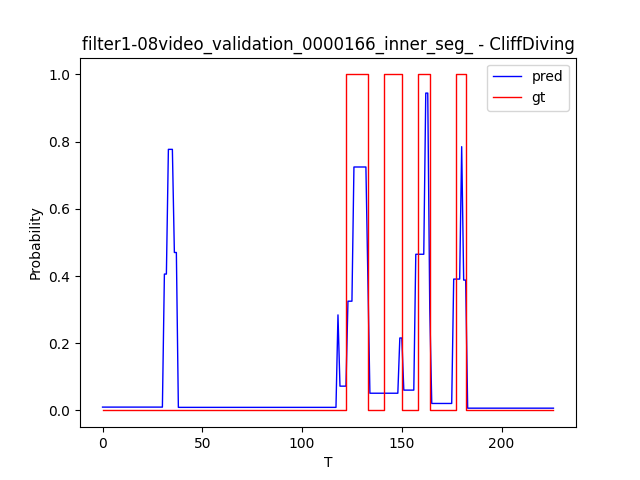 filter1-08video_validation_0000166_inner_seg_ - CliffDiving
pred
gt
1.0
0.8
0.6
0.4
0.2
0.0
Probability
0
50
100
150
200
T